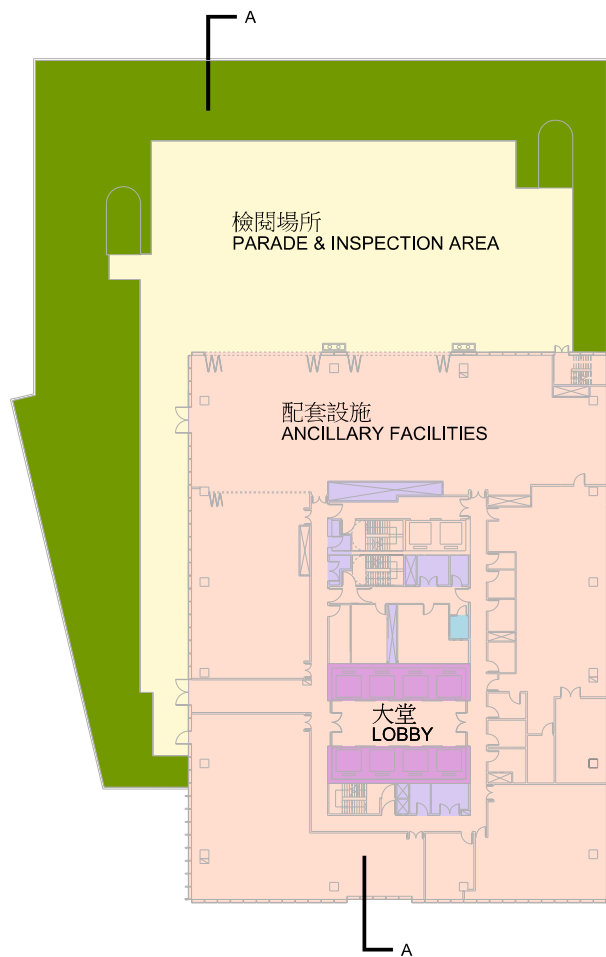 A
檢閱場所
PARADE & INSPECTION AREA
配套設施
ANCILLARY FACILITIES
大堂
LOBBY
A